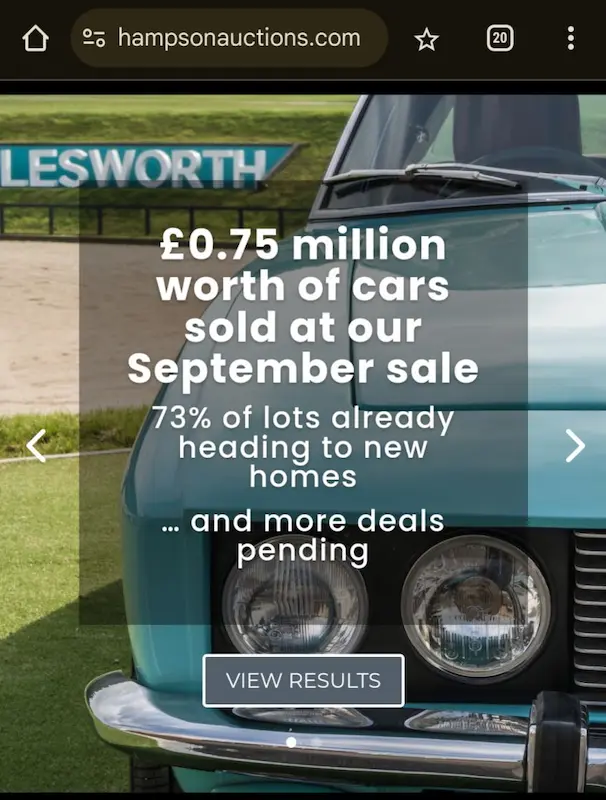 hampsonauctions.com
20
LESWORTH
£0.75 million
worth of cars
sold at our
September sale
73% of lots already
heading to new
homes
... and more deals
pending
VIEW RESULTS